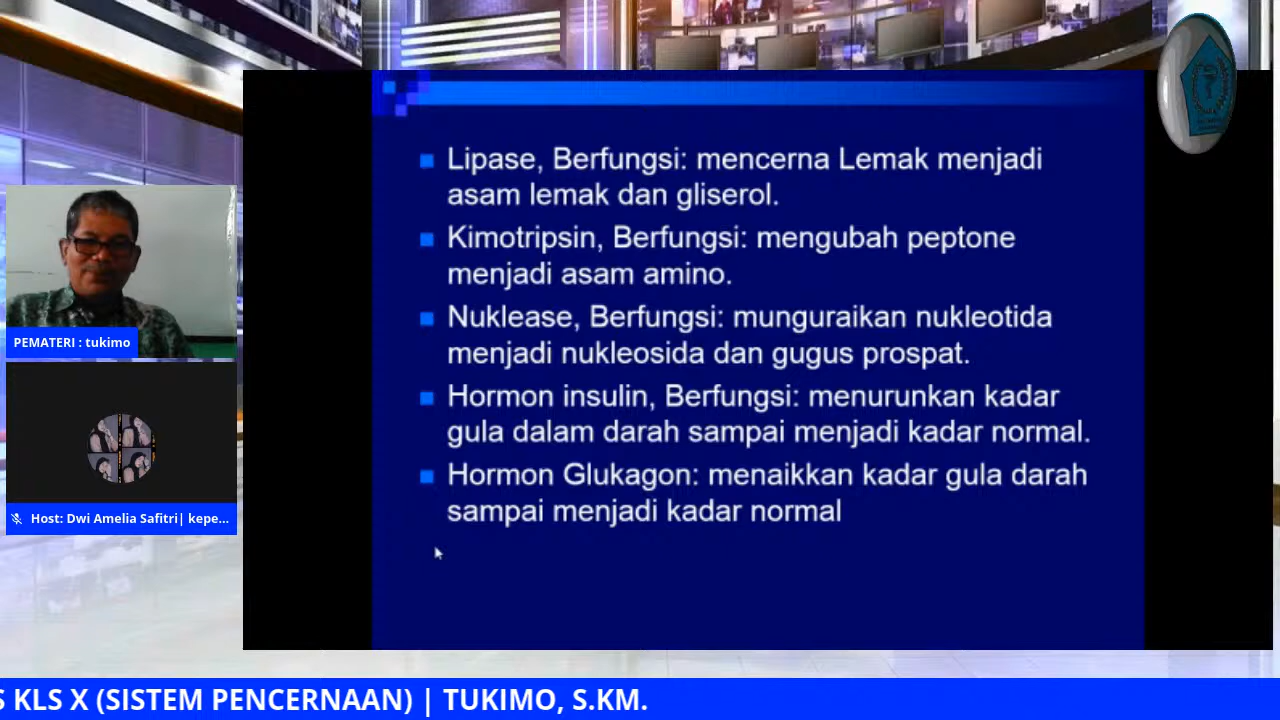 Lipase, Berfungsi: mencerna Lemak menjadi
asam lemak dan gliserol.
Kimotripsin, Berfungsi: mengubah peptone
menjadi asam amino.
Nuklease, Berfungsi: munguraikan nukleotida
menjadi nukleosida dan gugus prospat.
Hormon insulin, Berfungsi: menurunkan kadar
gula dalam darah sampai menjadi kadar normal.
Hormon Glukagon: menaikkan kadar gula darah
sampai menjadi kadar normal
PEMATERI : tukimo
Host: Dwi Amelia Safitri| kepe...
S KLS X (SISTEM PENCERNAAN) | TUKIMO, S.KM.